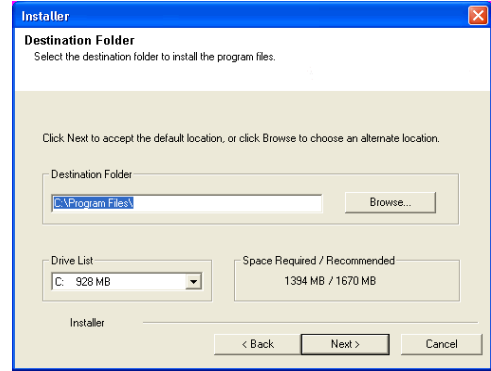 Installer
Destination Folder
Select the destination folder to install the program files.
Click Next to accept the default location, or click Browse to choose an alternate location.
Destination Folder
C:\Program Files\
Browse...
Drive List
C: 928 MB
Space Required / Recommended
1394 MB / 1670 MB
Installer
< Back
Next >
Cancel